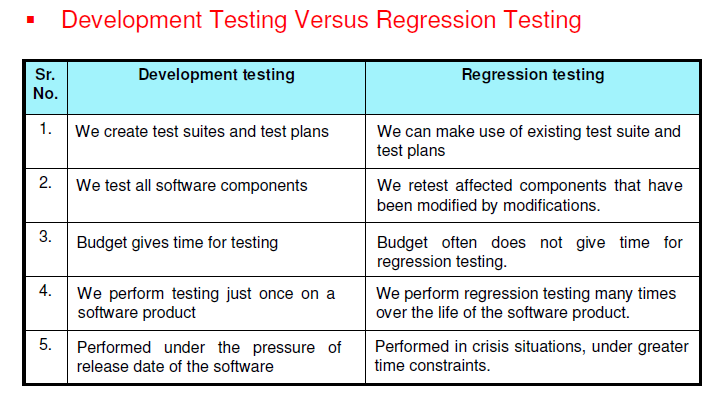 ▪ Development Testing Versus Regression Testing
Sr. No. Development testing Regression testing
1. We create test suites and test plans We can make use of existing test suite and test plans
2. We test all software components We retest affected components that have been modified by modifications.
3. Budget gives time for testing Budget often does not give time for regression testing.
4. We perform testing just once on a software product We perform regression testing many times over the life of the software product.
5. Performed under the pressure of release date of the software Performed in crisis situations, under greater time constraints.